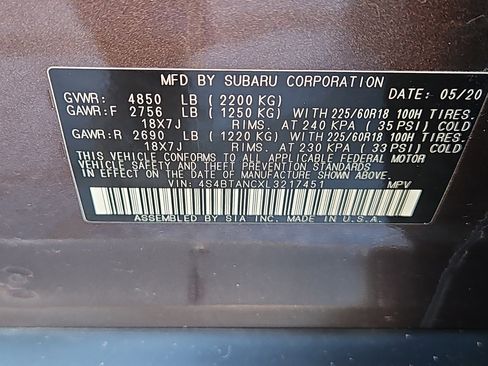 MFD BY SUBARU CORPORATION
GVWR: 4850 LB ( 2200 KG) DATE: 05/20
GAWR:F 2756 LB ( 1250 KG) WITH 225/60R18 100H TIRES.
18X7J RIMS. AT 240 KPA ( 35 PSI) COLD
GAWR:R 2690 LB ( 1220 KG) WITH 225/60R18 100H TIRES.
18X7J RIMS. AT 230 KPA ( 33 PSI) COLD
THIS VEHICLE CONFORMS TO ALL APPLICABLE FEDERAL MOTOR
VEHICLE SAFETY AND THEFT PREVENTION STANDARDS
IN EFFECT ON THE DATE OF MANUFACTURE SHOWN ABOVE.
VIN: 4S4BTANCXL3217451 MPV
ASSEMBLED BY SIA INC. MADE IN U.S.A.